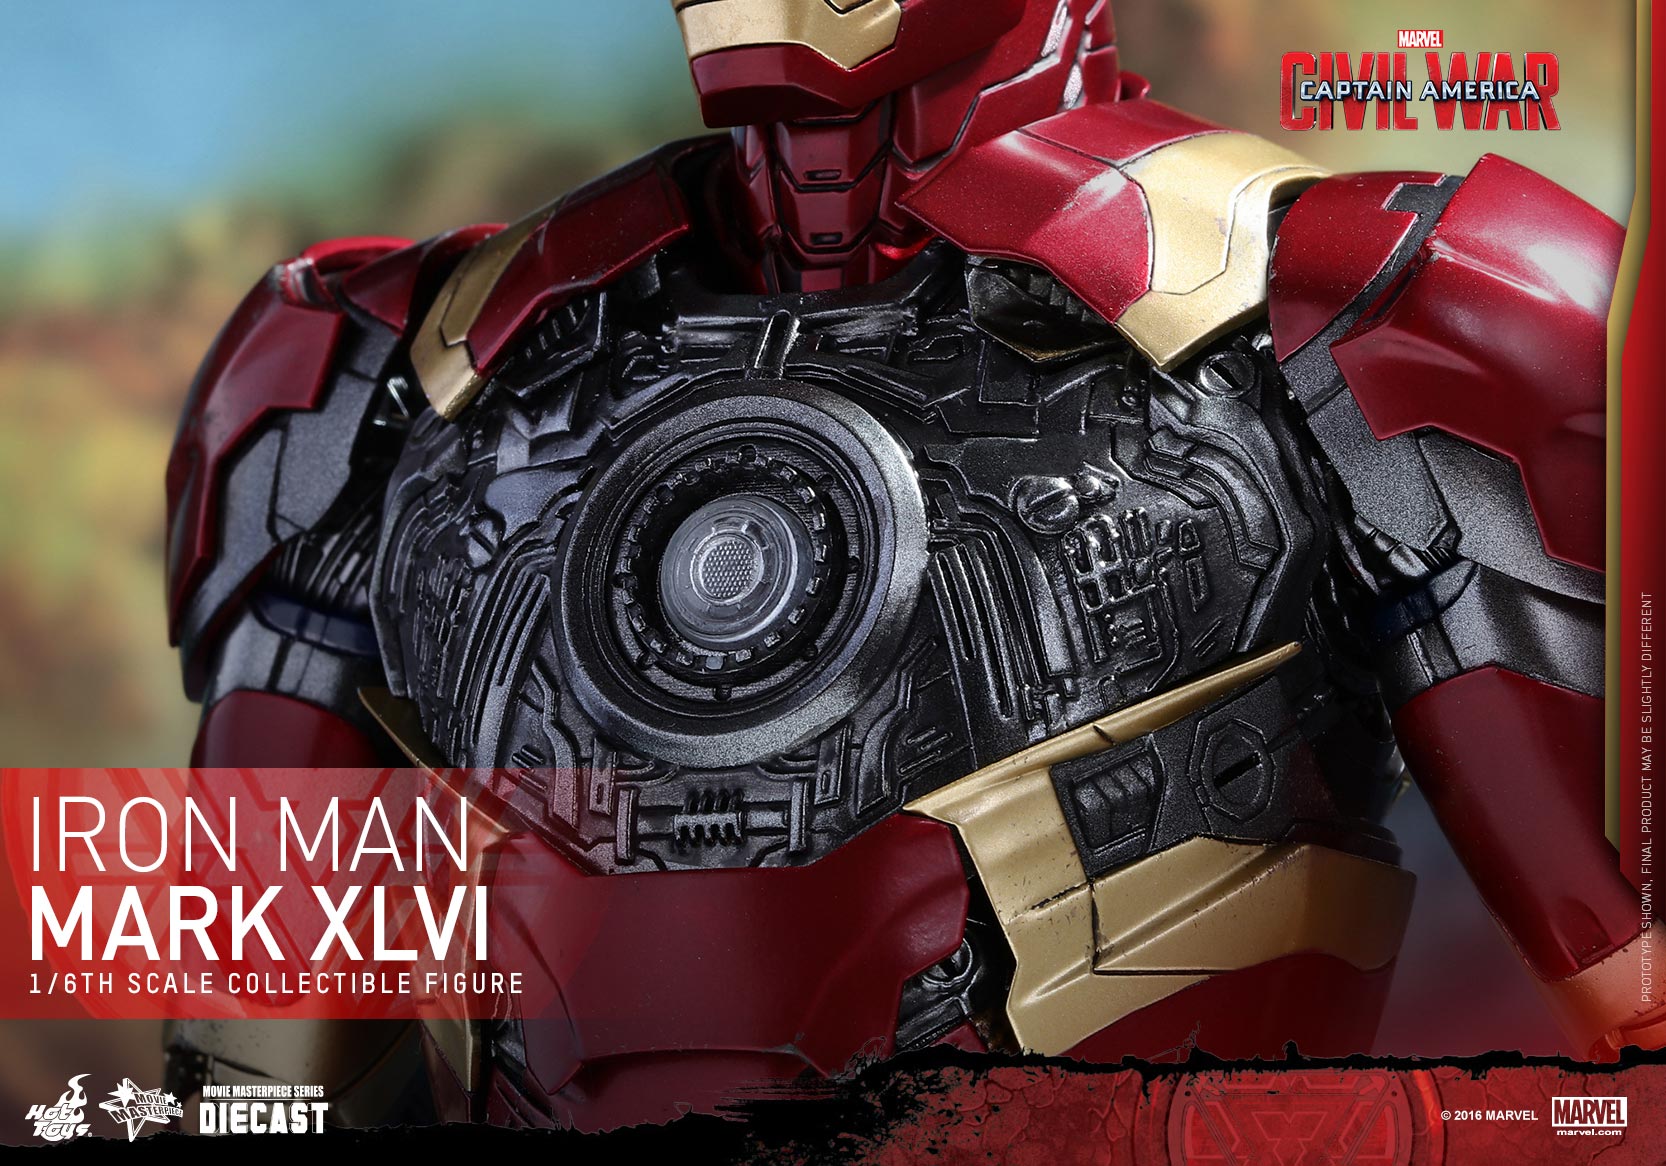 MARVEL
CIVIL WAR
CAPTAIN AMERICA
PROTOTYPE SHOWN, FINAL PRODUCT MAY BE SLIGHTLY DIFFERENT
IRON MAN
MARK XLVI
1/6TH SCALE COLLECTIBLE FIGURE
Hot Toys.
MOVIE MASTERPIECE
MOVIE MASTERPIECE SERIES
DIECAST
© 2016 MARVEL
MARVEL
marvel.com